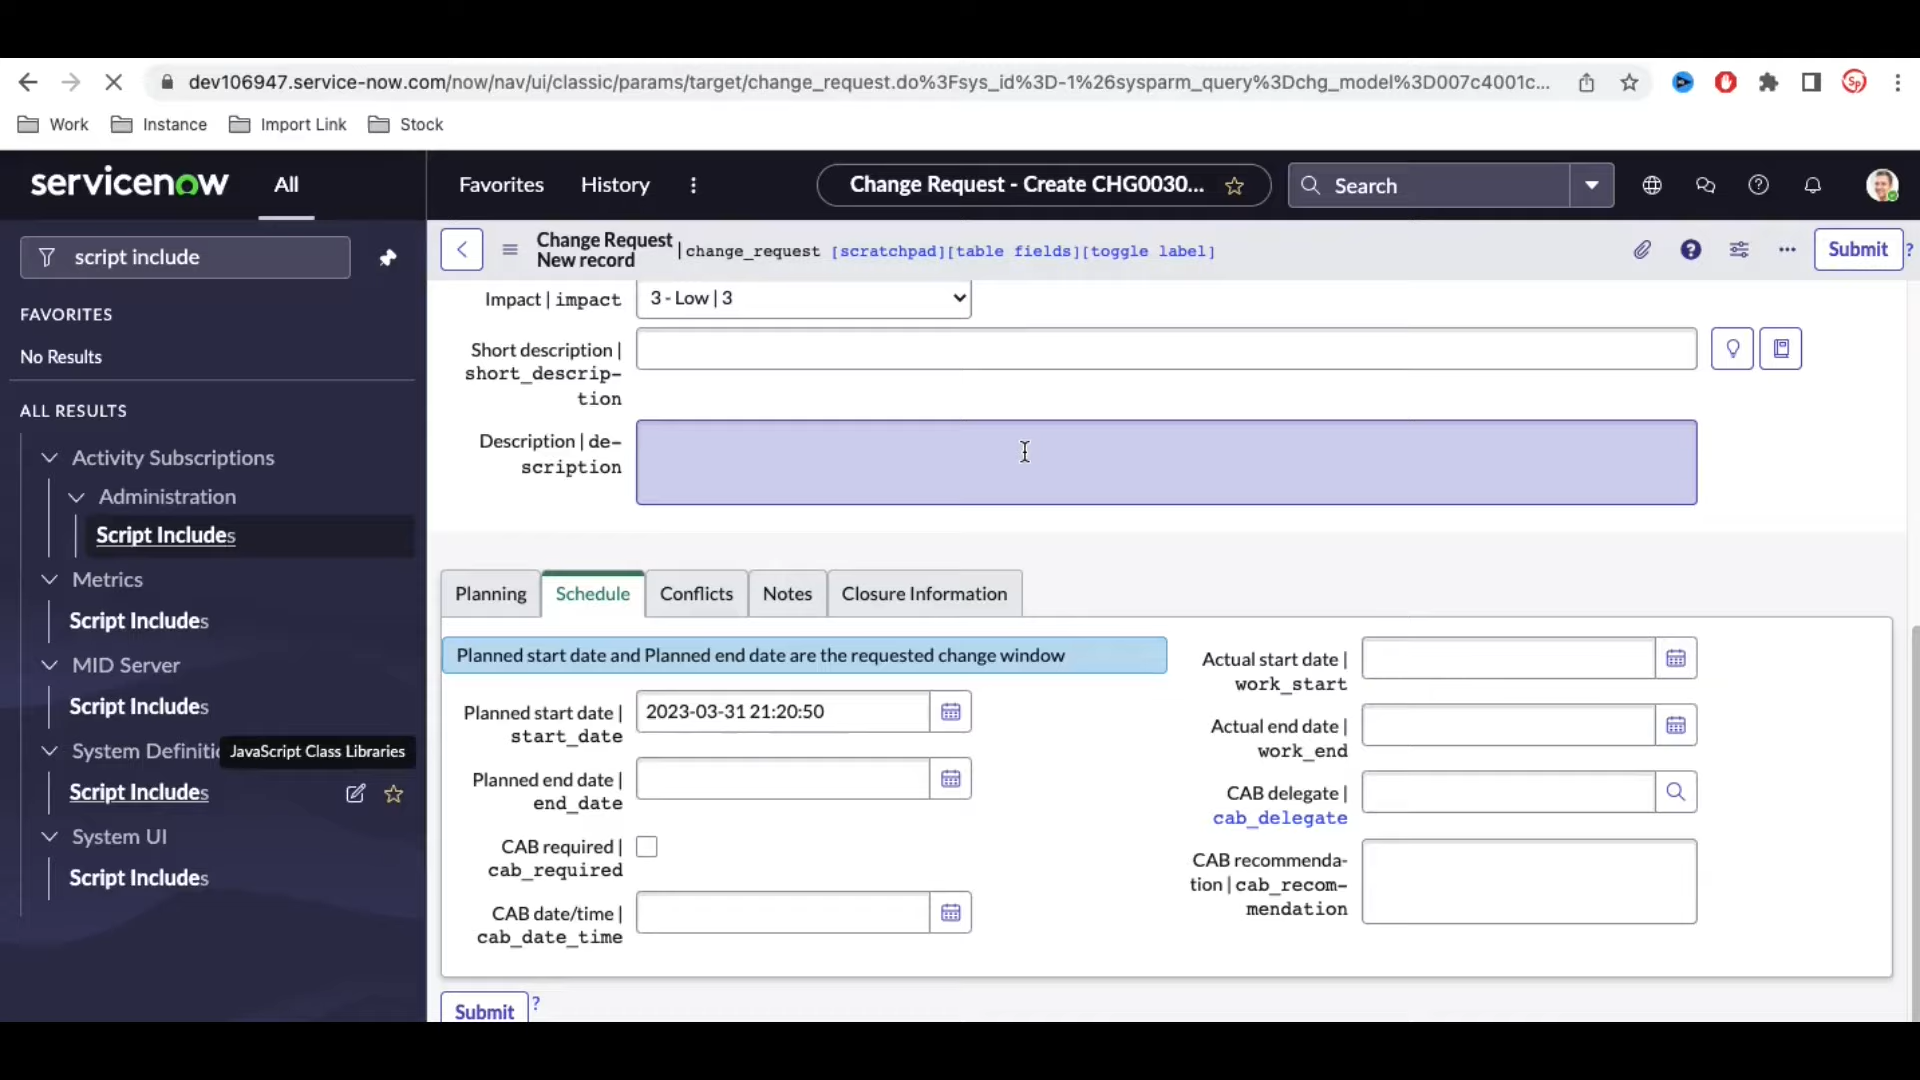 dev106947.service-now.com/now/nav/ui/classic/params/target/change_request.do%3Fsys_id%3D-1%26sysparm_query%3Dchg_model%3D007c4001c...
Sp
Work Instance Import Link Stock
servicenow All Favorites History Change Request - Create CHG0030... Search
script include
FAVORITES
No Results
ALL RESULTS
Activity Subscriptions
Administration
Script Includes
Metrics
Script Includes
MID Server
Script Includes
System Definitio
JavaScript Class Libraries
Script Includes
System UI
Script Includes
Change Request
New record
|change_request [scratchpad][table fields][toggle label]
Submit ?
Impact | impact
3 - Low | 3
Short description |
short_descrip-
tion
Description | de-
scription
Planning Schedule Conflicts Notes Closure Information
Planned start date and Planned end date are the requested change window
Planned start date |
start_date
2023-03-31 21:20:50
Planned end date |
end_date
CAB required |
cab_required
CAB date/time |
cab_date_time
Actual start date |
work_start
Actual end date |
work_end
CAB delegate |
cab_delegate
CAB recommenda-
tion | cab_recom-
mendation
Submit ?